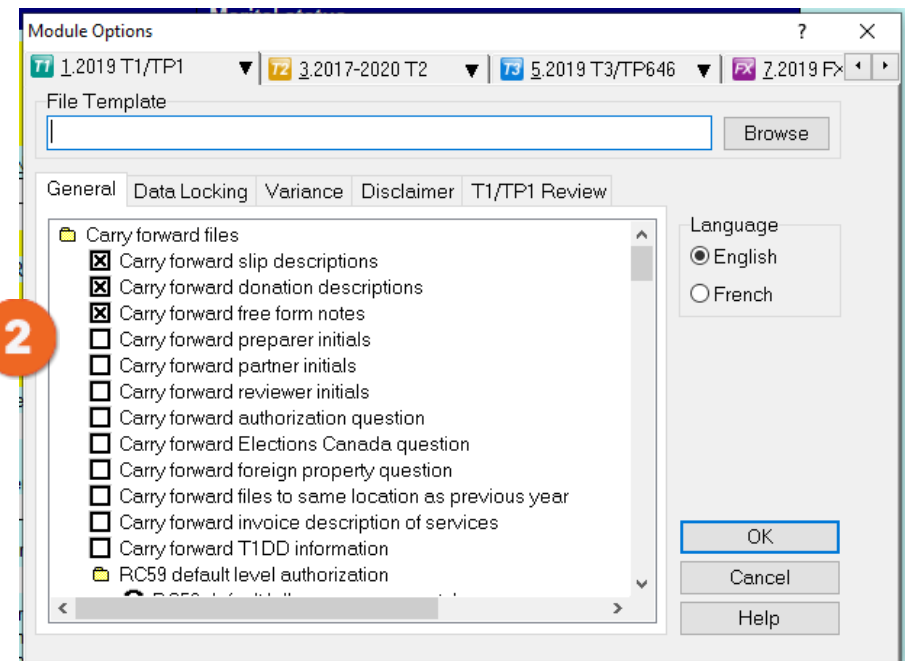 Module Options ? ×
T1 1.2019 T1/TP1 T2 3.2017-2020 T2 T3 5.2019 T3/TP646 FX 7.2019 FX
File Template
Browse
General Data Locking Variance Disclaimer T1/TP1 Review
Carry forward files
Carry forward slip descriptions
Carry forward donation descriptions
Carry forward free form notes
2
Carry forward preparer initials
Carry forward partner initials
Carry forward reviewer initials
Carry forward authorization question
Carry forward Elections Canada question
Carry forward foreign property question
Carry forward files to same location as previous year
Carry forward invoice description of services
Carry forward T1DD information
RC59 default level authorization
Language
English
French
OK
Cancel
Help